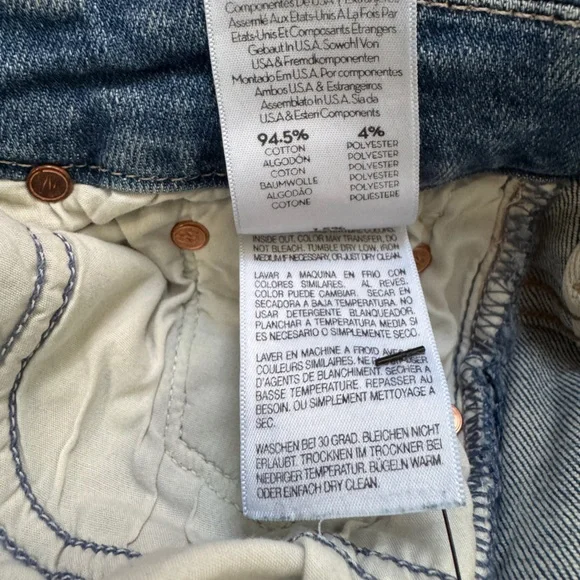 Componentes De U.S.A. Y Extranjeros
Assemlé Aux Etats-Unis A La Fois Par
Etats-Unis Et Composants Etrangers
Gebaut In U.S.A. Sowohl Von
USA & Fremdkomponenten
Montado Em U.S.A. Por componentes
Ambos U.S.A & Estrangeiros
Assemblato In U.S.A. Sia da
U.S.A & Esteri Components
94.5% 4%
COTTON POLYESTER
ALGODÓN POLYESTER
COTON POLYESTER
BAUMWOLLE POLYESTER
ALGODÃO POLYESTER
COTONE POLIESTERE
INSIDE OUT, COLOR MAY TRANSFER, DO
NOT BLEACH. TUMBLE DRY LOW, IRON
MEDIUM IF NECESSARY, OR JUST DRY CLEAN.
LAVAR A MAQUINA EN FRIO CON
COLORES SIMILARES. AL REVES.
COLOR PUEDE CAMBIAR. SECAR EN
SECADORA A BAJA TEMPERATURA. NO
USAR DETERGENTE BLANQUEADOR.
PLANCHAR A TEMPERATURA MEDIA SI
ES NECESARIO O SIMPLEMENTE SECO.
LAVER EN MACHINE A FROID AVEC
COULEURS SIMILAIRES. NE
D'AGENTS DE BLANCHIMENT. SECHER A
BASSE TEMPERATURE. REPASSER AU
BESOIN. OU SIMPLEMENT METTOYAGE A
SEC.
WASCHEN BEI 30 GRAD. BLEICHEN NICHT
ERLAUBT. TROCKNEN IM TROCKNER BEI
NIEDRIGER TEMPERATUR. BÜGELN WARM
ODER EINFACH DRY CLEAN.